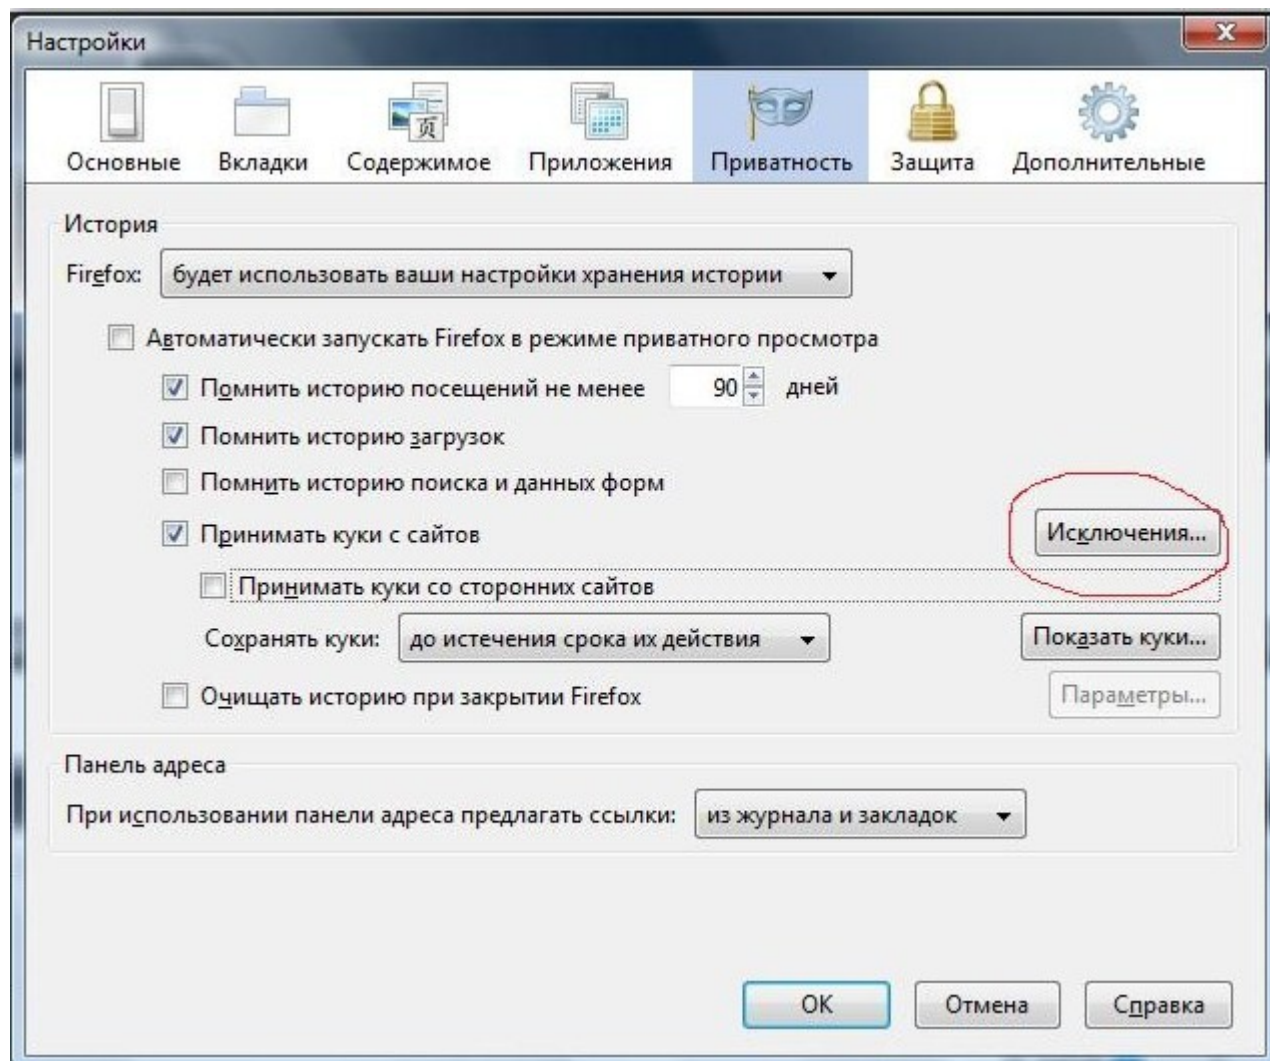 Настройки
Основные Вкладки Содержимое Приложения Приватность Защита Дополнительные
页
История
Firefox: будет использовать ваши настройки хранения истории
Автоматически запускать Firefox в режиме приватного просмотра
Помнить историю посещений не менее 90 дней
Помнить историю загрузок
Помнить историю поиска и данных форм
Принимать куки с сайтов Исключения...
Принимать куки со сторонних сайтов
Сохранять куки: до истечения срока их действия Показать куки...
Очищать историю при закрытии Firefox Параметры...
Панель адреса
При использовании панели адреса предлагать ссылки: из журнала и закладок
ОК Отмена Справка